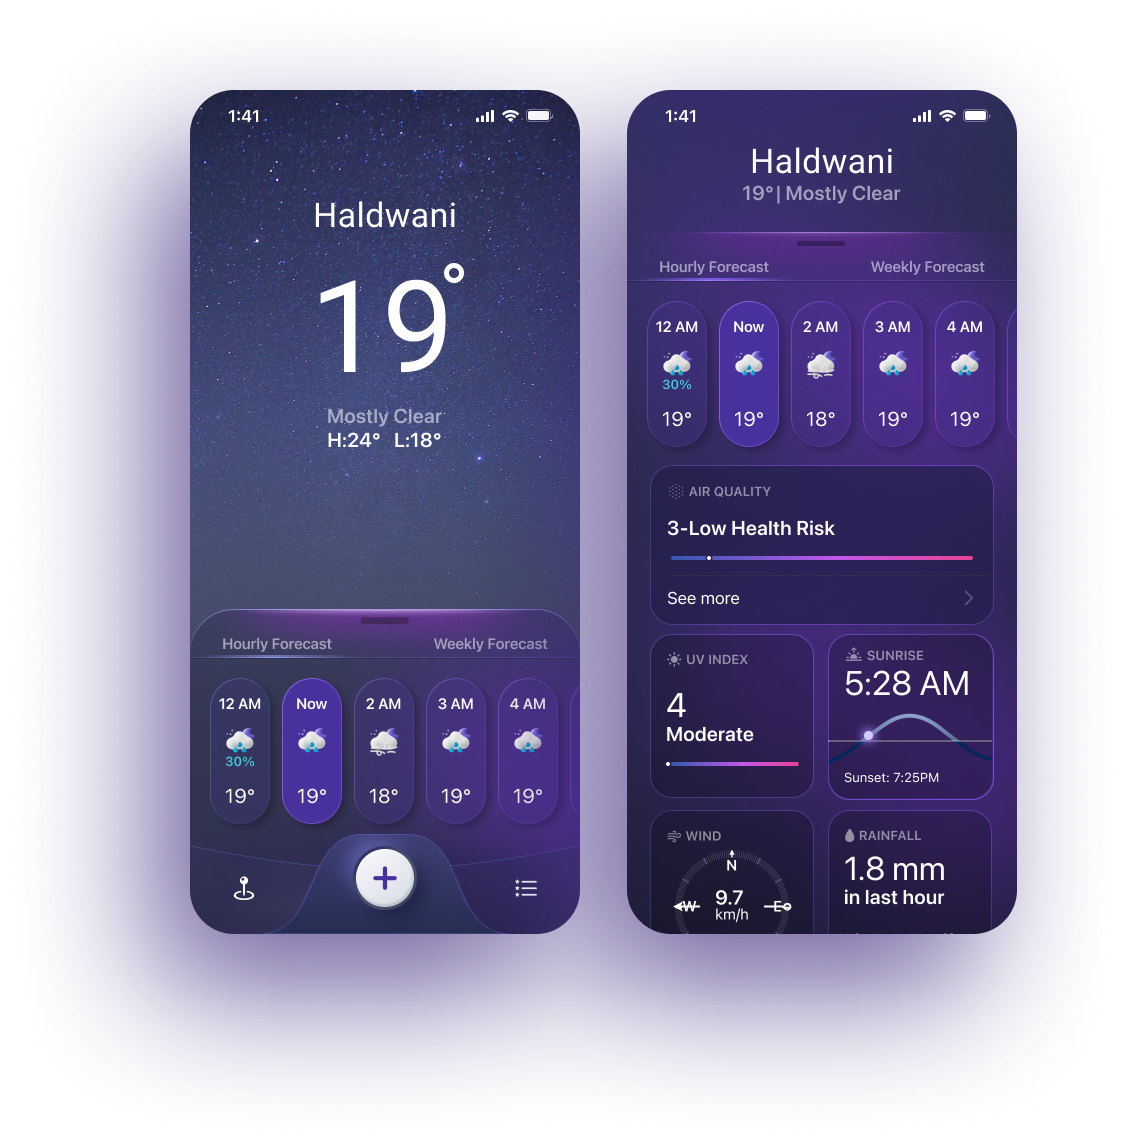 1:41
Haldwani
19°
Mostly Clear
H:24° L:18°
Hourly Forecast Weekly Forecast
12 AM Now 2 AM 3 AM 4 AM
30%
19° 19° 18° 19° 19°
1:41
Haldwani
19°| Mostly Clear
Hourly Forecast Weekly Forecast
12 AM Now 2 AM 3 AM 4 AM
30%
19° 19° 18° 19° 19°
AIR QUALITY
3-Low Health Risk
See more
UV INDEX
4
Moderate
SUNRISE
5:28 AM
Sunset: 7:25PM
WIND
N
W 9.7 E
km/h
RAINFALL
1.8 mm
in last hour